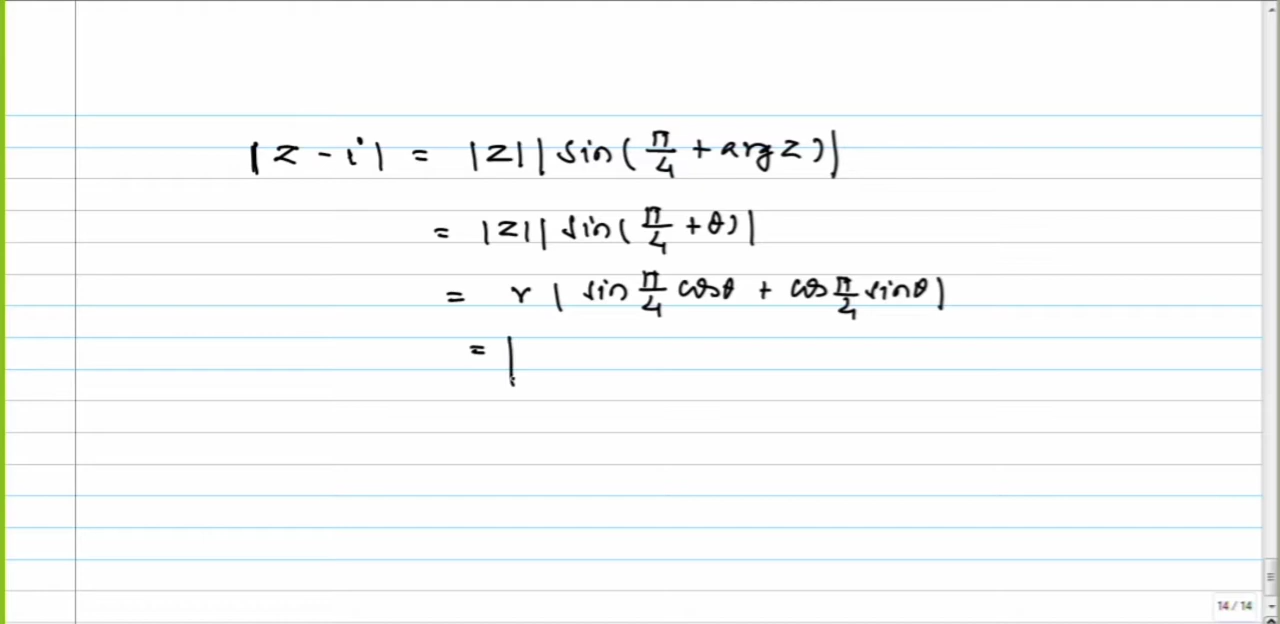 |z - i| = |z| | sin( π/4 + arg z )|
= |z| | sin( π/4 + θ )|
= r | sin π/4 cosθ + cos π/4 sinθ |
= |
14 / 14